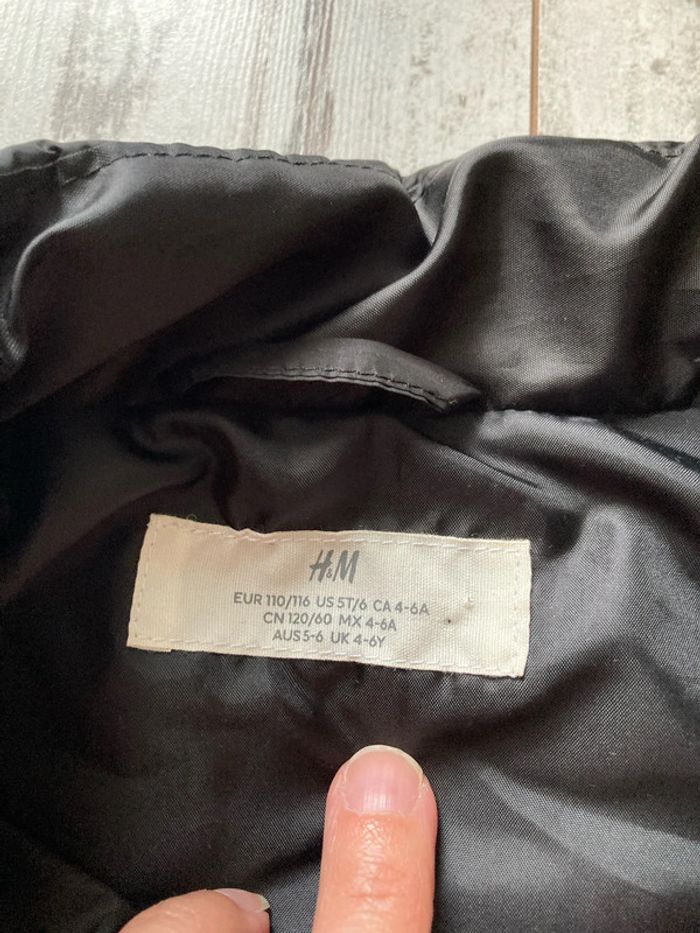 H&M
EUR 110/116 US 5T/6 CA 4-6A
CN 120/60 MX 4-6A
AUS 5-6 UK 4-6Y